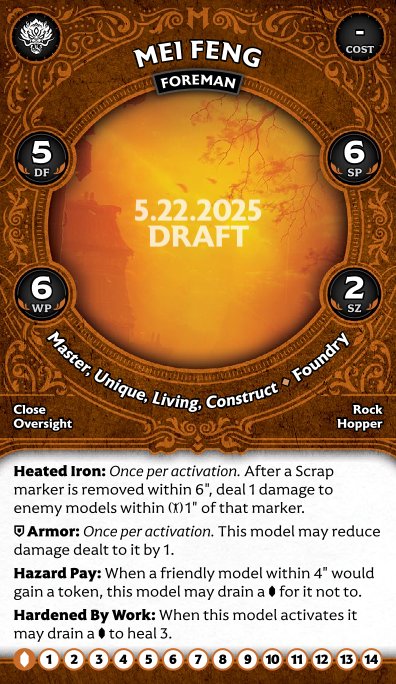 M
MEI FENG
FOREMAN
-
COST
5
DF
6
SP
5.22.2025
DRAFT
6
WP
2
SZ
Master, Unique, Living, Construct ♦ Foundry
Close
Oversight
Rock
Hopper
Heated Iron: Once per activation. After a Scrap
marker is removed within 6", deal 1 damage to
enemy models within 1" of that marker.
Armor: Once per activation. This model may reduce
damage dealt to it by 1.
Hazard Pay: When a friendly model within 4" would
gain a token, this model may drain a for it not to.
Hardened By Work: When this model activates it
may drain a to heal 3.
1 2 3 4 5 6 7 8 9 10 11 12 13 14